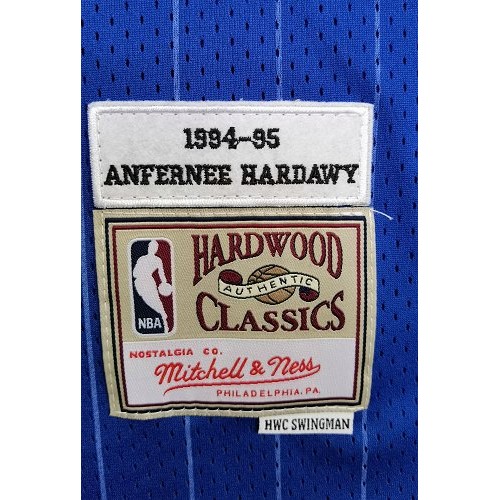 1994-95
ANFERNEE HARDAWY
NBA
HARDWOOD
AUTHENTIC
CLASSICS
NOSTALGIA CO.
Mitchell & Ness
PHILADELPHIA.PA.
HWC SWINGMAN